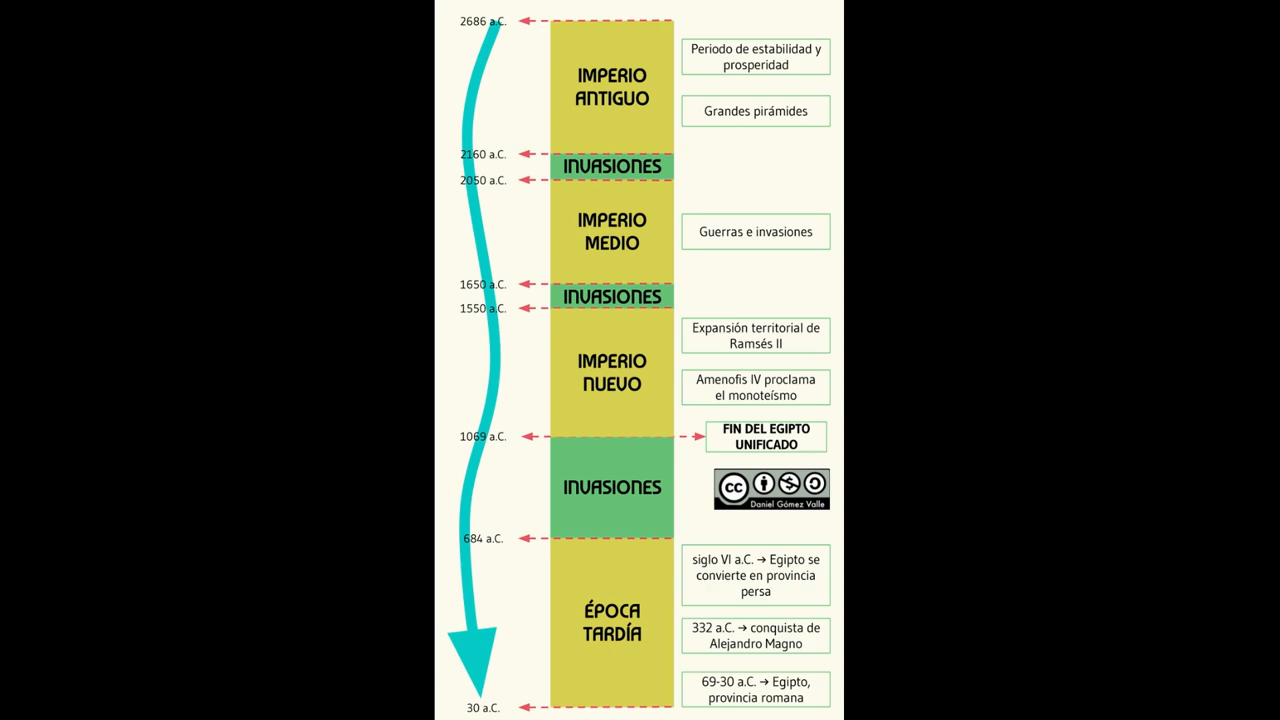 2686 a.C.
IMPERIO
ANTIGUO
Periodo de estabilidad y
prosperidad
Grandes pirámides
2160 a.C.
INVASIONES
2050 a.C.
IMPERIO
MEDIO
Guerras e invasiones
1650 a.C.
INVASIONES
1550 a.C.
IMPERIO
NUEVO
Expansión territorial de
Ramsés II
Amenofis IV proclama
el monoteísmo
1069 a.C.
FIN DEL EGIPTO
UNIFICADO
INVASIONES
cc
Daniel Gómez Valle
684 a.C.
ÉPOCA
TARDÍA
siglo VI a.C. → Egipto se
convierte en provincia
persa
332 a.C. → conquista de
Alejandro Magno
69-30 a.C. → Egipto,
provincia romana
30 a.C.